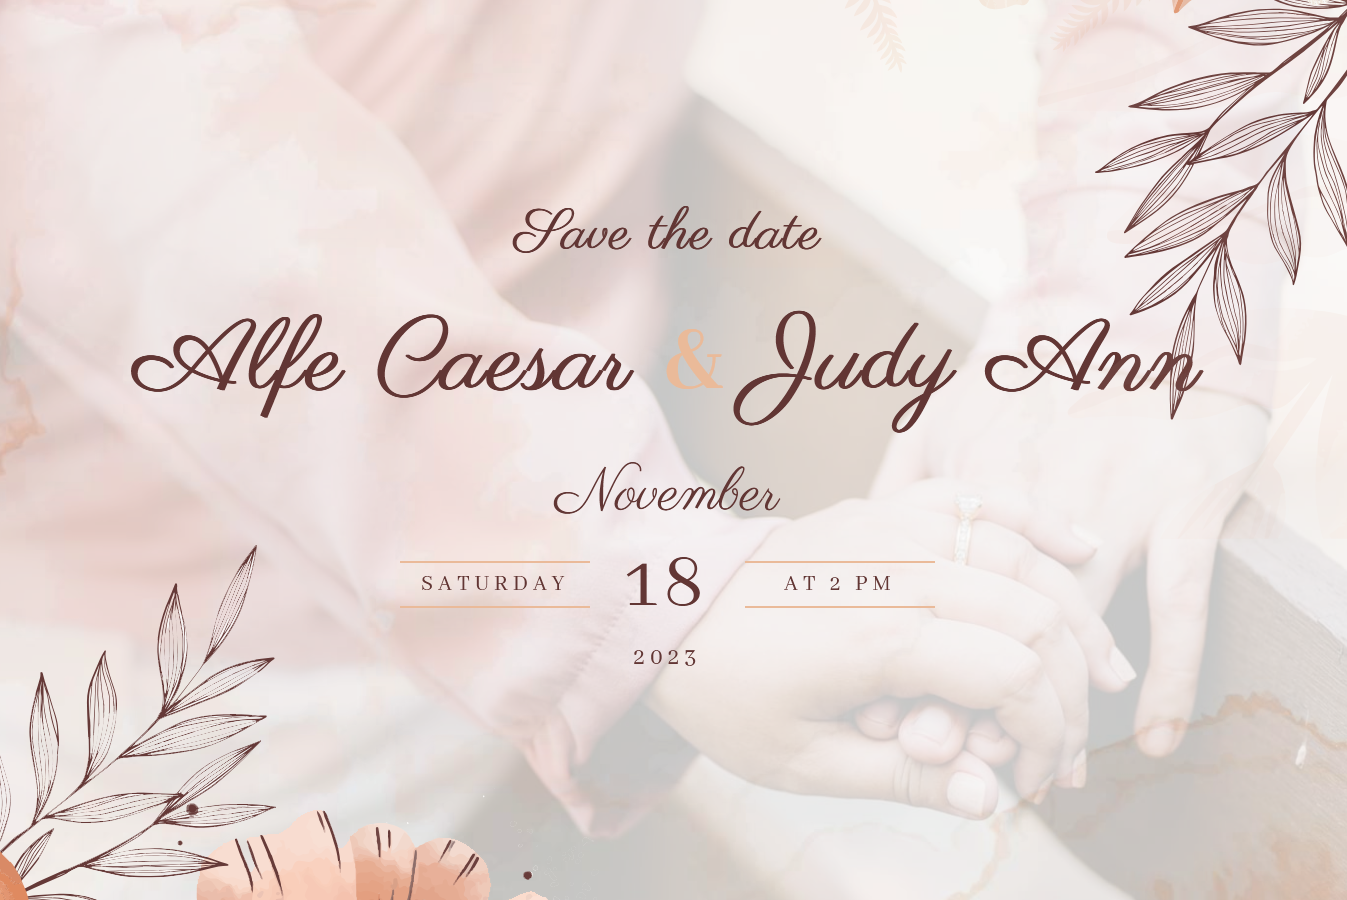 Save the date
Alfe Caesar & Judy Ann
November
SATURDAY 18 AT 2 PM
2023